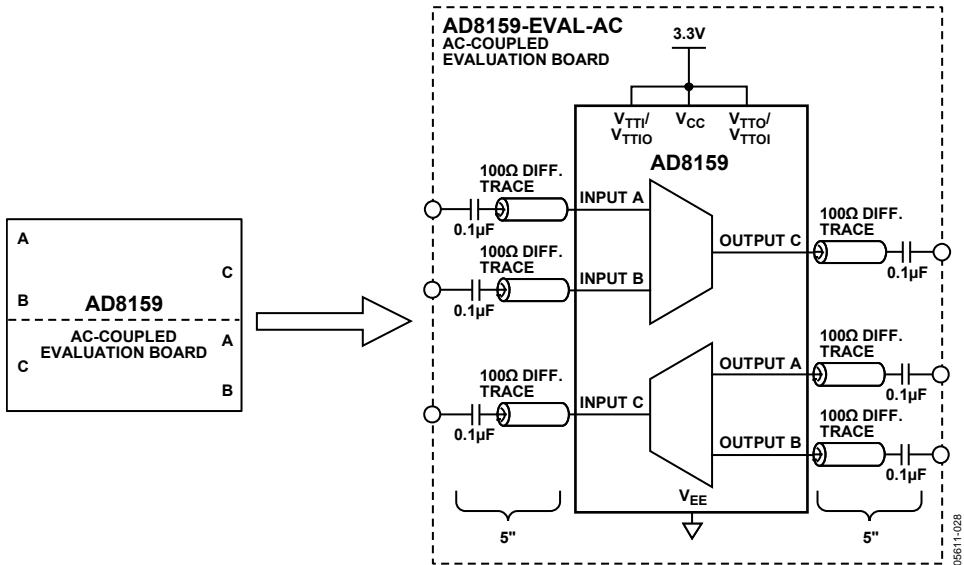 A
B
C
AD8159
AC-COUPLED
EVALUATION BOARD
C
A
B
AD8159-EVAL-AC
AC-COUPLED
EVALUATION BOARD
3.3V
VTTI/
VTTIO
VCC
VTTO/
VTTOI
AD8159
100Ω DIFF.
TRACE
INPUT A
0.1µF
100Ω DIFF.
TRACE
INPUT B
0.1µF
100Ω DIFF.
TRACE
INPUT C
0.1µF
OUTPUT C
100Ω DIFF.
TRACE
0.1µF
OUTPUT A
100Ω DIFF.
TRACE
0.1µF
OUTPUT B
100Ω DIFF.
TRACE
0.1µF
VEE
5"
5"
05611-028